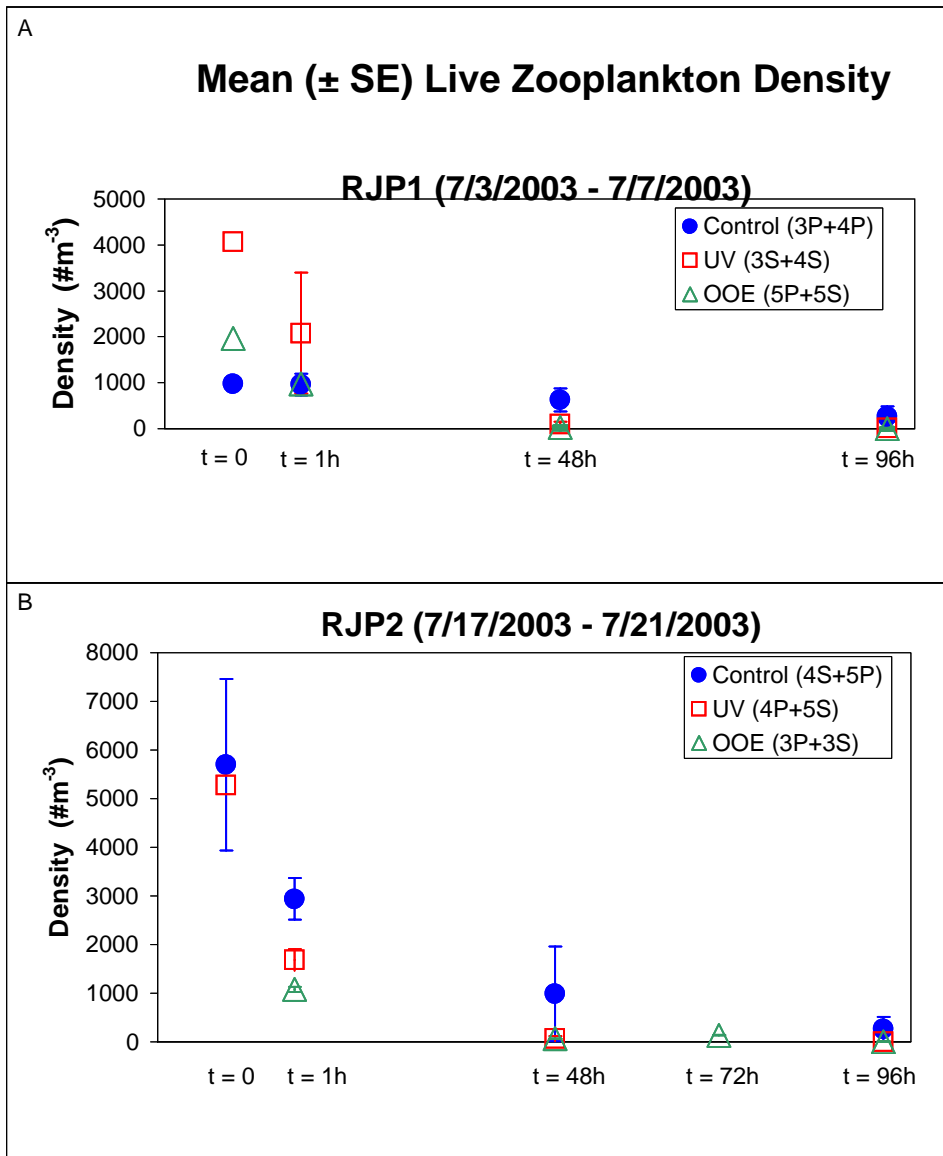 A
Mean (± SE) Live Zooplankton Density
RJP1 (7/3/2003 - 7/7/2003)
Density (#m-3)
5000
4000
3000
2000
1000
0
Control (3P+4P)
UV (3S+4S)
OOE (5P+5S)
t = 0
t = 1h
t = 48h
t = 96h
B
RJP2 (7/17/2003 - 7/21/2003)
Density (#m-3)
8000
7000
6000
5000
4000
3000
2000
1000
0
Control (4S+5P)
UV (4P+5S)
OOE (3P+3S)
t = 0
t = 1h
t = 48h
t = 72h
t = 96h